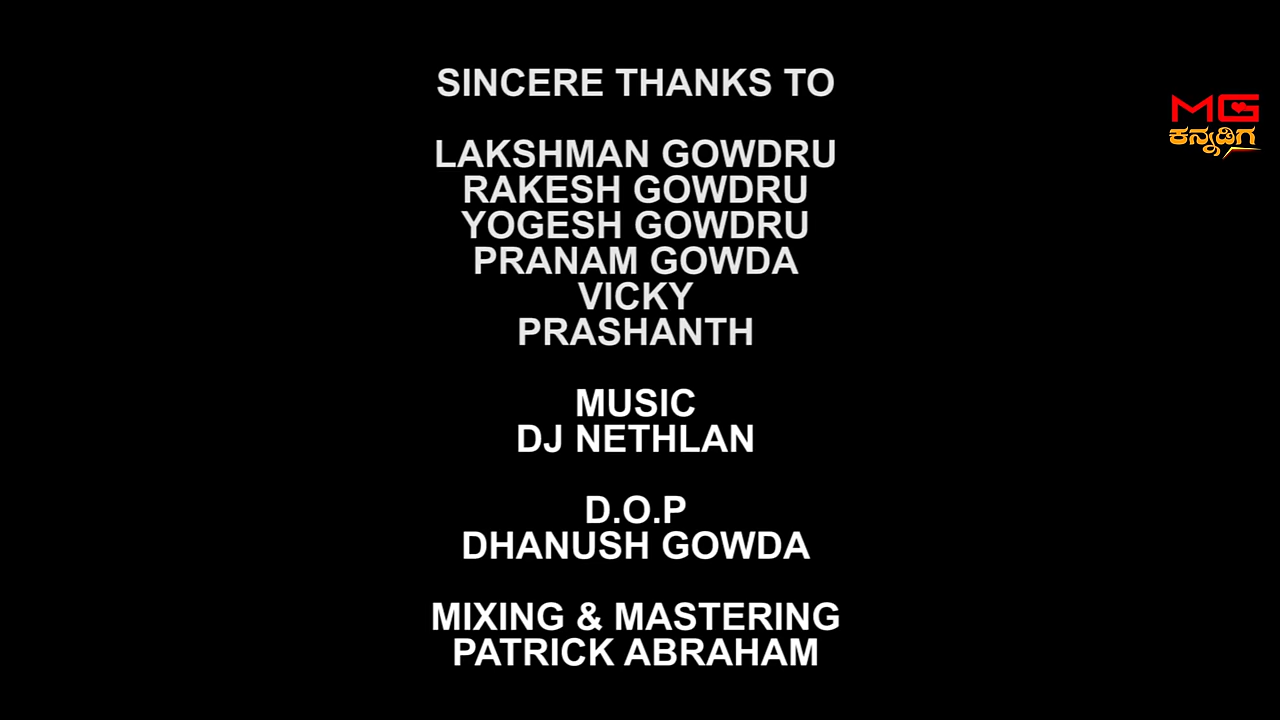 SINCERE THANKS TO
LAKSHMAN GOWDRU
RAKESH GOWDRU
YOGESH GOWDRU
PRANAM GOWDA
VICKY
PRASHANTH
MUSIC
DJ NETHLAN
D.O.P
DHANUSH GOWDA
MIXING & MASTERING
PATRICK ABRAHAM
MG
ಕನ್ನಡಿಗ